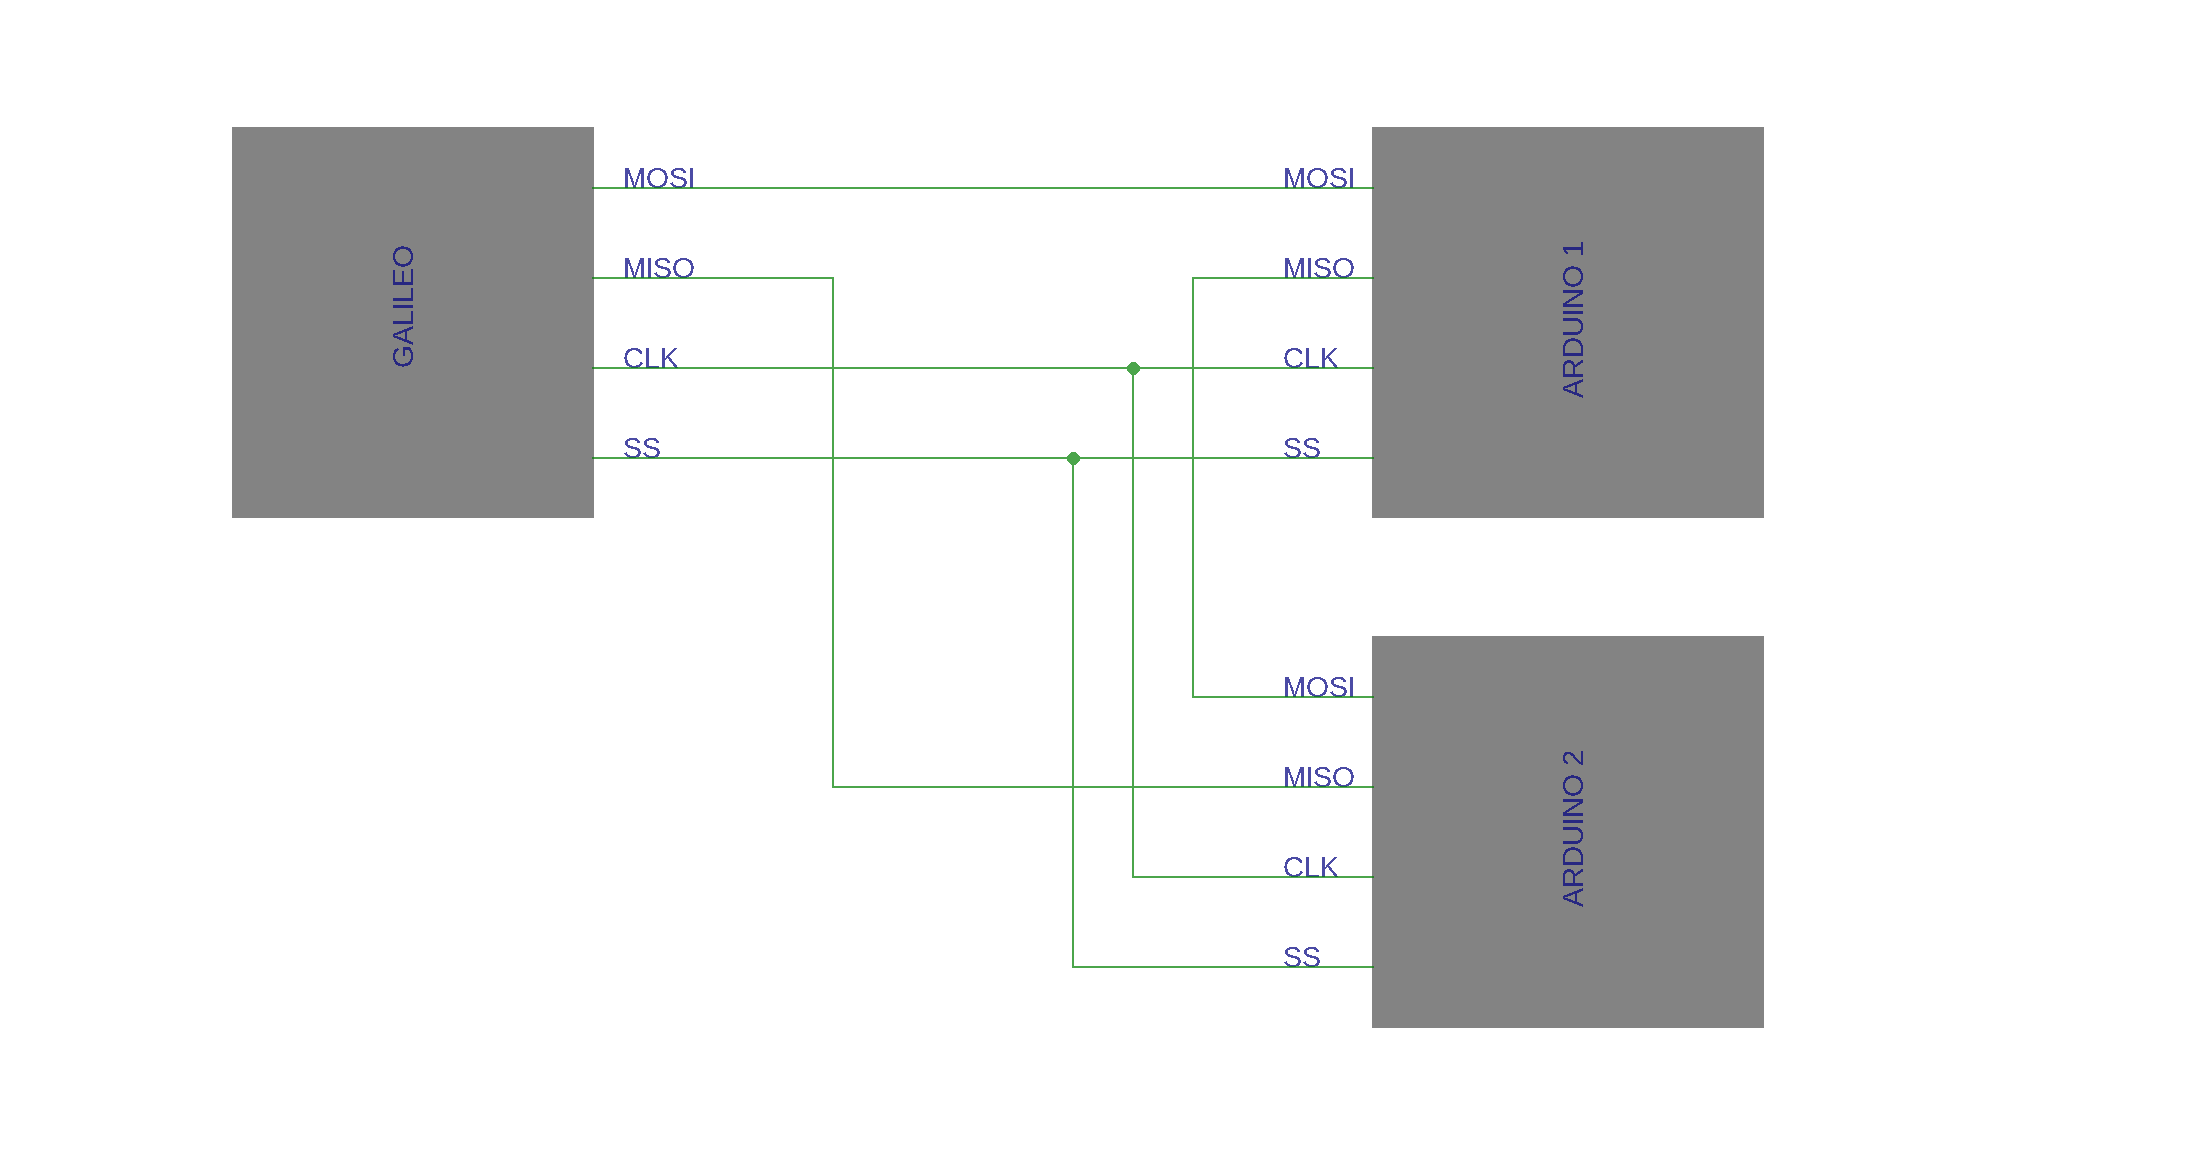 GALILEO
MOSI
MISO
CLK
SS
MOSI
MISO
CLK
SS
ARDUINO 1
MOSI
MISO
CLK
SS
ARDUINO 2